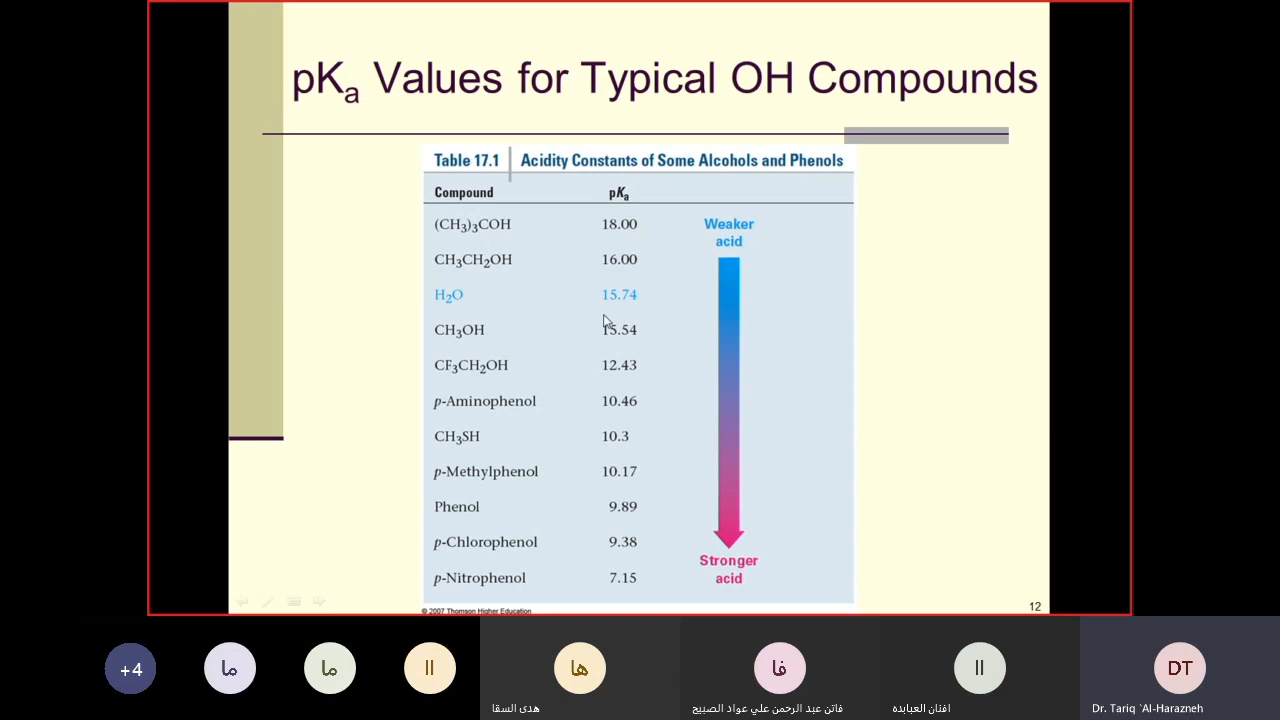 pKa Values for Typical OH Compounds
Table 17.1 Acidity Constants of Some Alcohols and Phenols
Compound pKa
(CH3)3COH 18.00 Weaker acid
CH3CH2OH 16.00
H2O 15.74
CH3OH 15.54
CF3CH2OH 12.43
p-Aminophenol 10.46
CH3SH 10.3
p-Methylphenol 10.17
Phenol 9.89
p-Chlorophenol 9.38
Stronger acid
p-Nitrophenol 7.15
© 2007 Thomson Higher Education
12
+4
ما
ما
اا
ها
فا
اا
DT
هدى السقا
فاتن عبد الرحمن علي عواد الصبيح
افنان العبابده
Dr. Tariq `Al-Harazneh